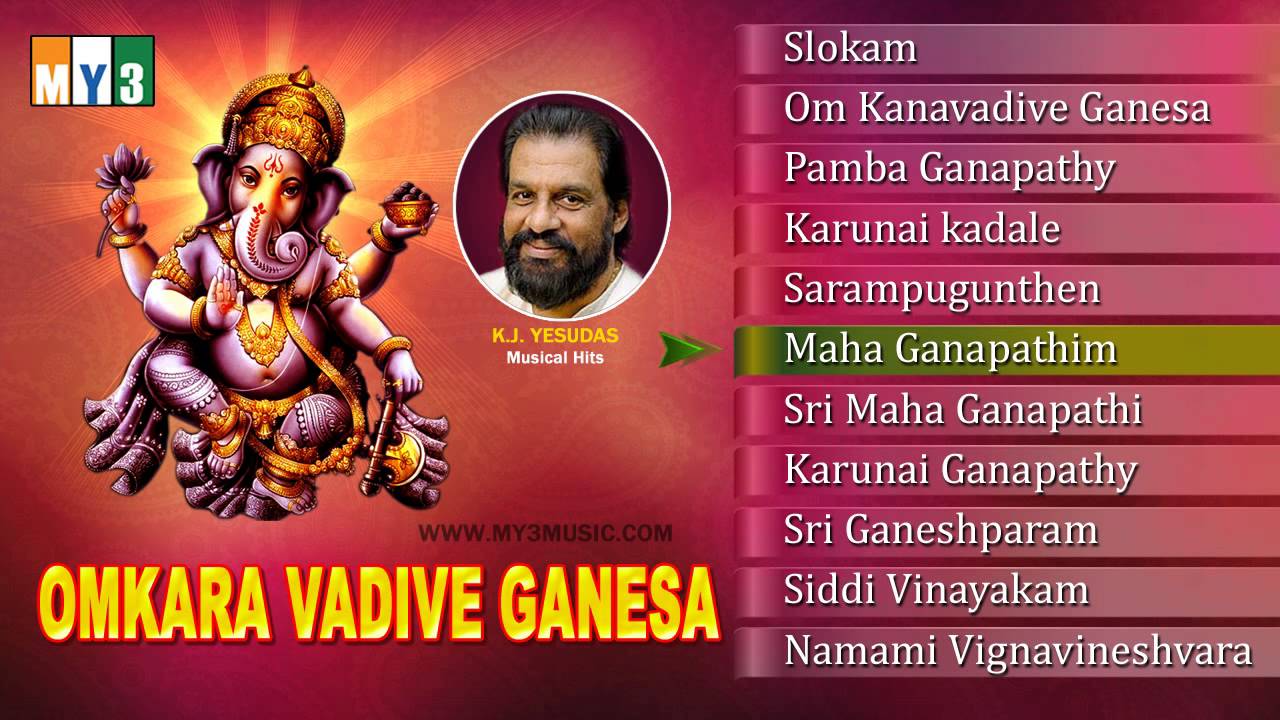 MY3
K.J. YESUDAS
Musical Hits
WWW.MY3MUSIC.COM
OMKARA VADIVE GANESA
Slokam
Om Kanavadive Ganesa
Pamba Ganapathy
Karunai kadale
Sarampugunthen
Maha Ganapathim
Sri Maha Ganapathi
Karunai Ganapathy
Sri Ganeshparam
Siddi Vinayakam
Namami Vignavineshvara